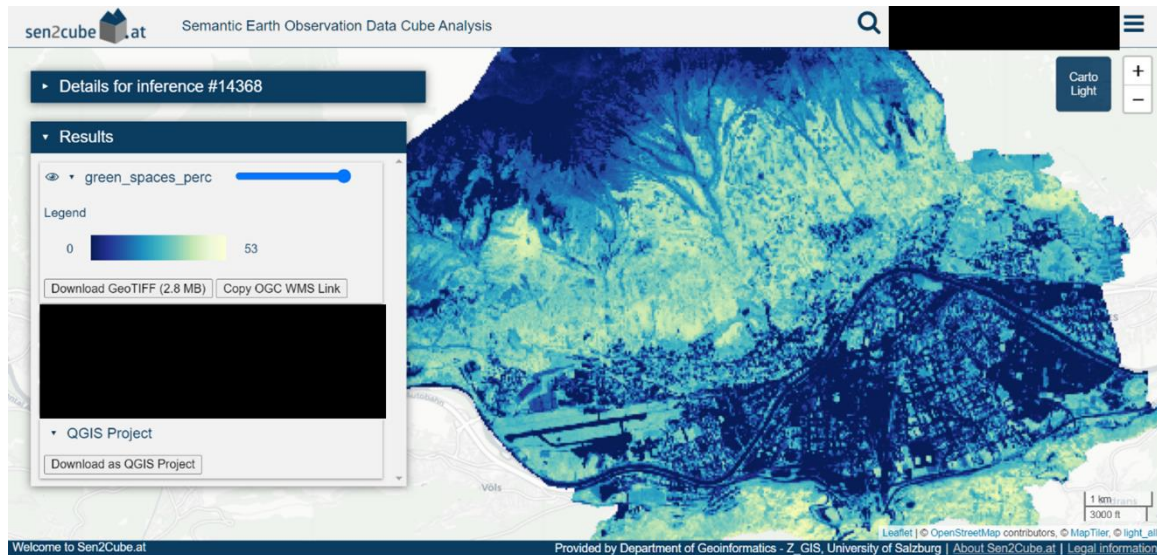 sen2cube.at
Semantic Earth Observation Data Cube Analysis
Details for inference #14368
Carto
Light
+
−
Results
green_spaces_perc
Legend
0
53
Download GeoTIFF (2.8 MB)
Copy OGC WMS Link
QGIS Project
Download as QGIS Project
Völs
1 km
3000 ft
Leaflet | © OpenStreetMap contributors, © MapTiler, © light_all
Welcome to Sen2Cube.at
Provided by Department of Geoinformatics - Z_GIS, University of Salzburg | About Sen2Cube.at | Legal information